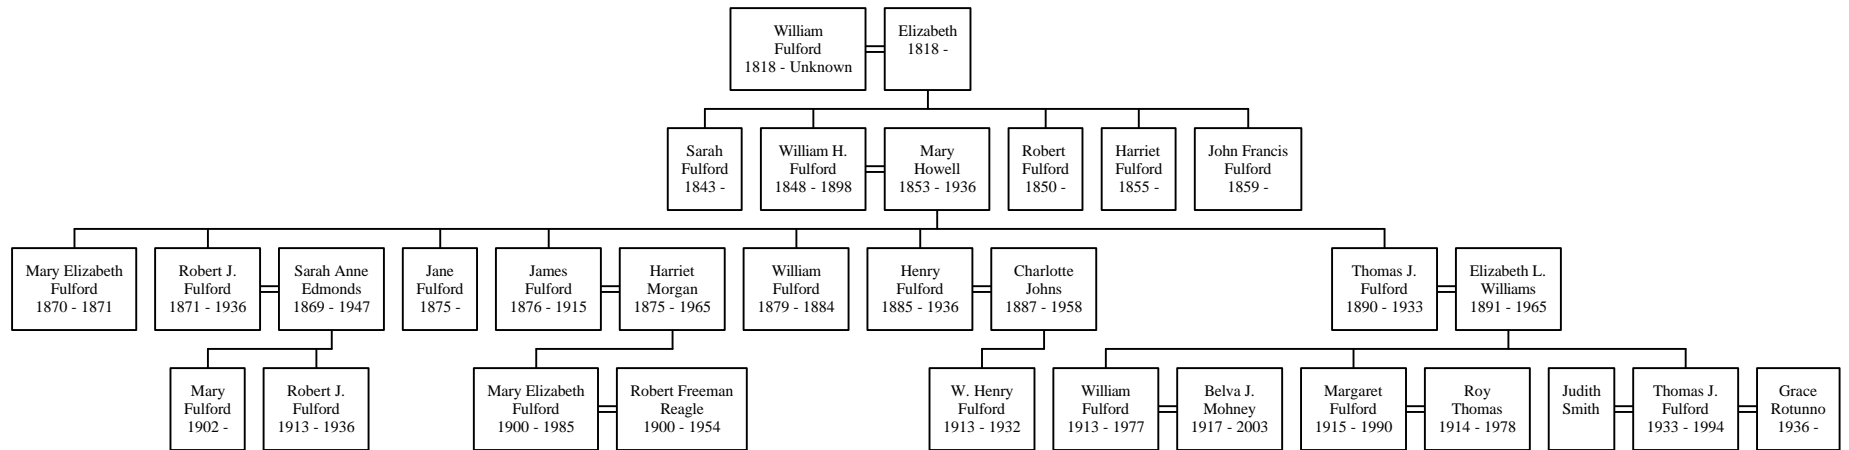 William
Fulford
1818 - Unknown
Elizabeth
1818 -
Sarah
Fulford
1843 -
William H.
Fulford
1848 - 1898
Mary
Howell
1853 - 1936
Robert
Fulford
1850 -
Harriet
Fulford
1855 -
John Francis
Fulford
1859 -
Mary Elizabeth
Fulford
1870 - 1871
Robert J.
Fulford
1871 - 1936
Sarah Anne
Edmonds
1869 - 1947
Jane
Fulford
1875 -
James
Fulford
1876 - 1915
Harriet
Morgan
1875 - 1965
William
Fulford
1879 - 1884
Henry
Fulford
1885 - 1936
Charlotte
Johns
1887 - 1958
Thomas J.
Fulford
1890 - 1933
Elizabeth L.
Williams
1891 - 1965
Mary
Fulford
1902 -
Robert J.
Fulford
1913 - 1936
Mary Elizabeth
Fulford
1900 - 1985
Robert Freeman
Reagle
1900 - 1954
W. Henry
Fulford
1913 - 1932
William
Fulford
1913 - 1977
Belva J.
Mohney
1917 - 2003
Margaret
Fulford
1915 - 1990
Roy
Thomas
1914 - 1978
Judith
Smith
Thomas J.
Fulford
1933 - 1994
Grace
Rotunno
1936 -